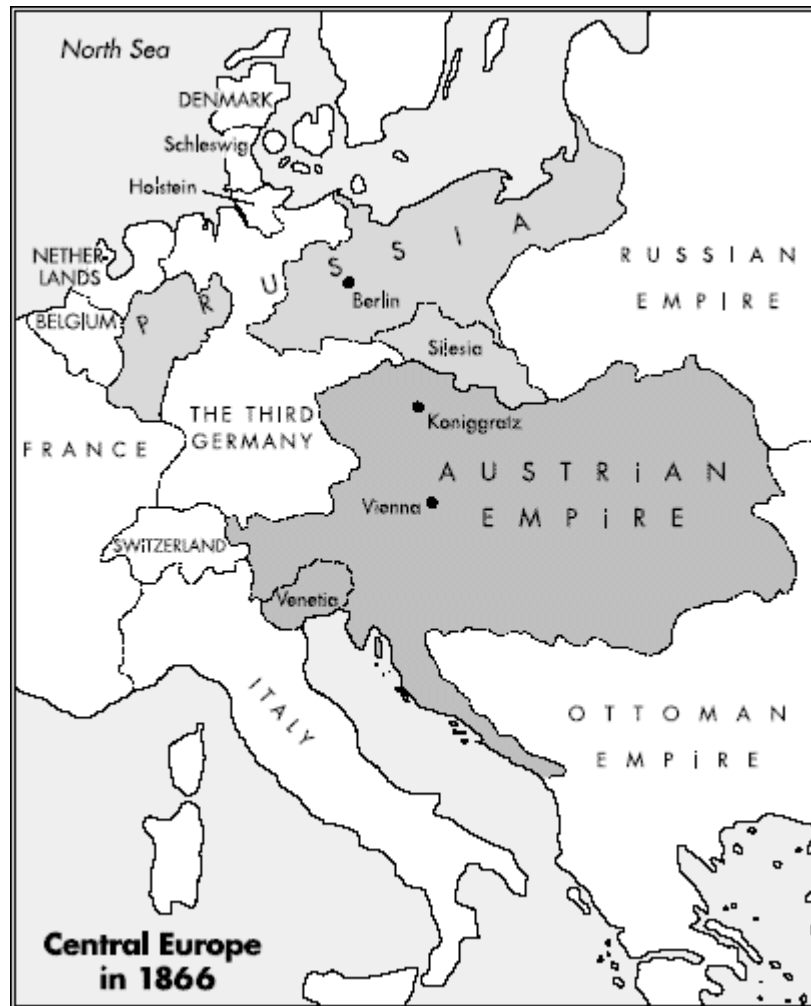 North Sea
DENMARK
Schleswig
Holstein
NETHER
LANDS
BELGIUM
P R U S S I A
Berlin
Silesia
RUSSIAN
EMPIRE
THE THIRD
GERMANY
FRANCE
Koniggratz
AUSTRiAN
EMPiRE
Vienna
SWiTZERLAND
Venetia
ITALY
OTTOMAN
EMPiRE
Central Europe
in 1866